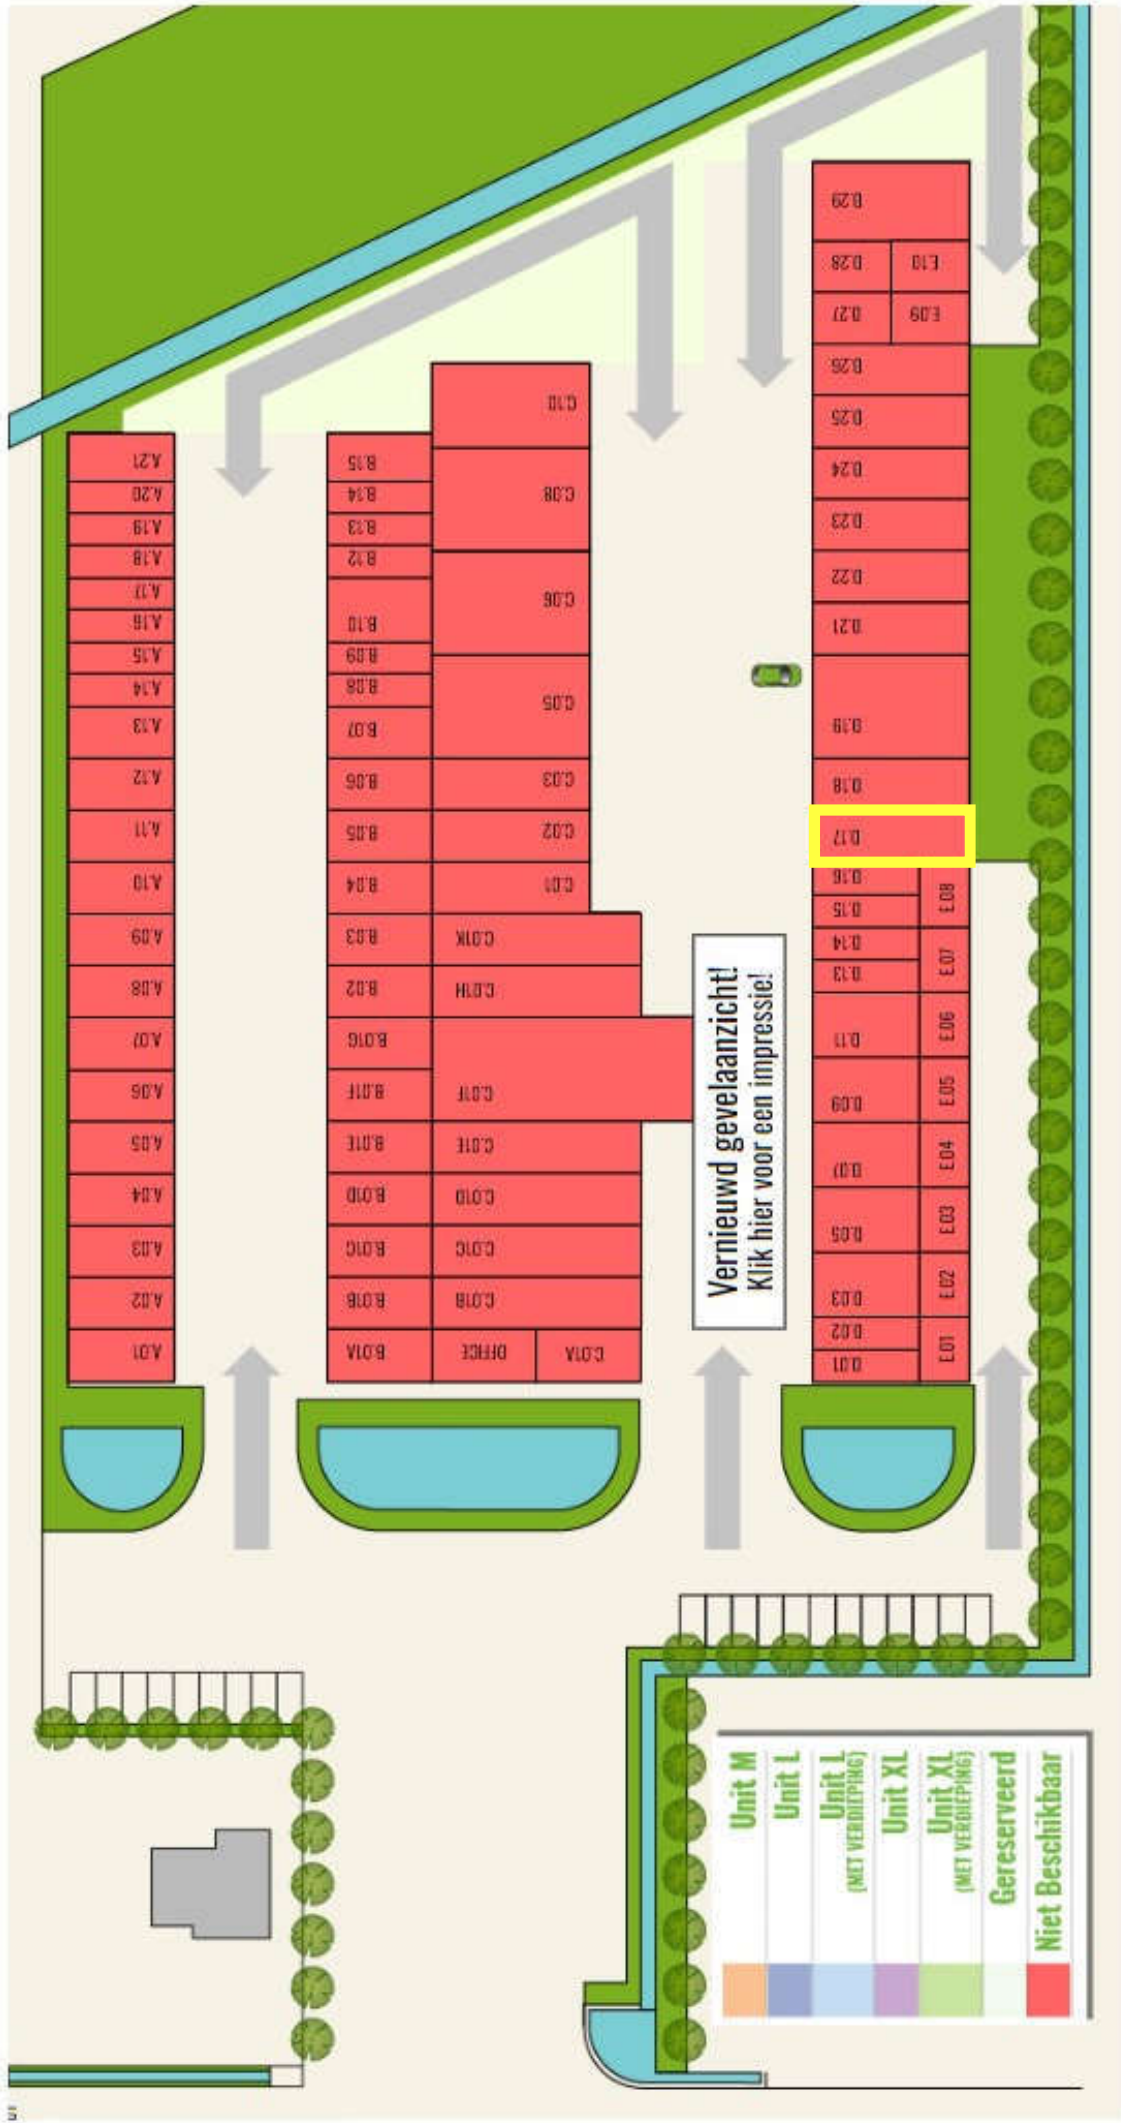 A.21
A.20
A.19
A.18
A.17
A.16
A.15
A.14
A.13
A.12
A.11
A.10
A.09
A.08
A.07
A.06
A.05
A.04
A.03
A.02
A.01
B.15
B.14
B.13
B.12
B.10
B.09
B.08
B.07
B.06
B.05
B.04
B.03
B.02
B.01G
B.01F
B.01E
B.01D
B.01C
B.01B
B.01A
C.10
C.08
C.06
C.05
C.03
C.02
C.01
C.01K
C.01H
C.01F
C.01E
C.01D
C.01C
C.01B
OFFICE
C.01A
Vernieuwd gevelaanzicht!
Klik hier voor een impressie!
D.29
D.28
D.27
D.26
D.25
D.24
D.23
D.22
D.21
D.19
D.18
D.17
D.16
D.15
D.14
D.13
D.11
D.09
D.07
D.05
D.03
D.02
D.01
E.10
E.09
E.08
E.07
E.06
E.05
E.04
E.03
E.02
E.01
Unit M
Unit L
Unit L
(MET VERDIEPING)
Unit XL
Unit XL
(MET VERDIEPING)
Gereserveerd
Niet Beschikbaar